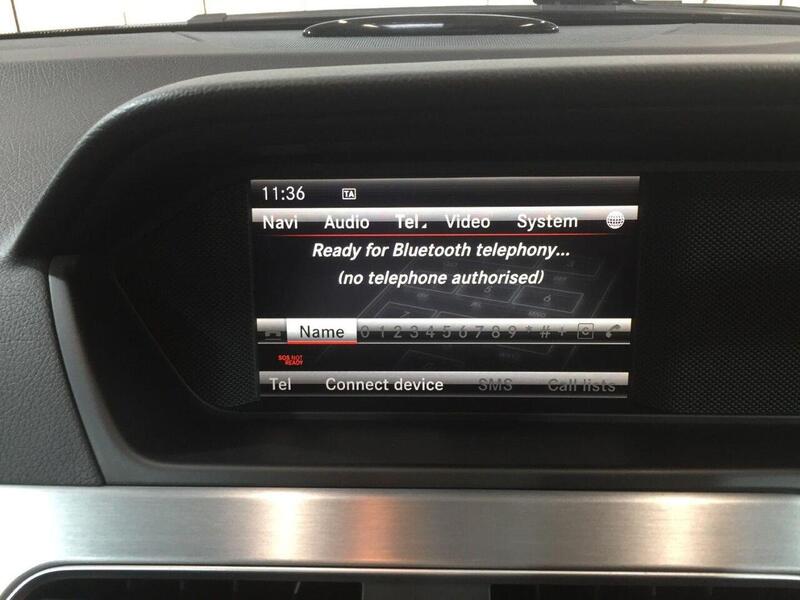 11:36 TA
Navi Audio Tel Video System
Ready for Bluetooth telephony...
(no telephone authorised)
Name 0 1 2 3 4 5 6 7 8 9 * # +
SOS NOT
READY
Tel Connect device SMS Call lists